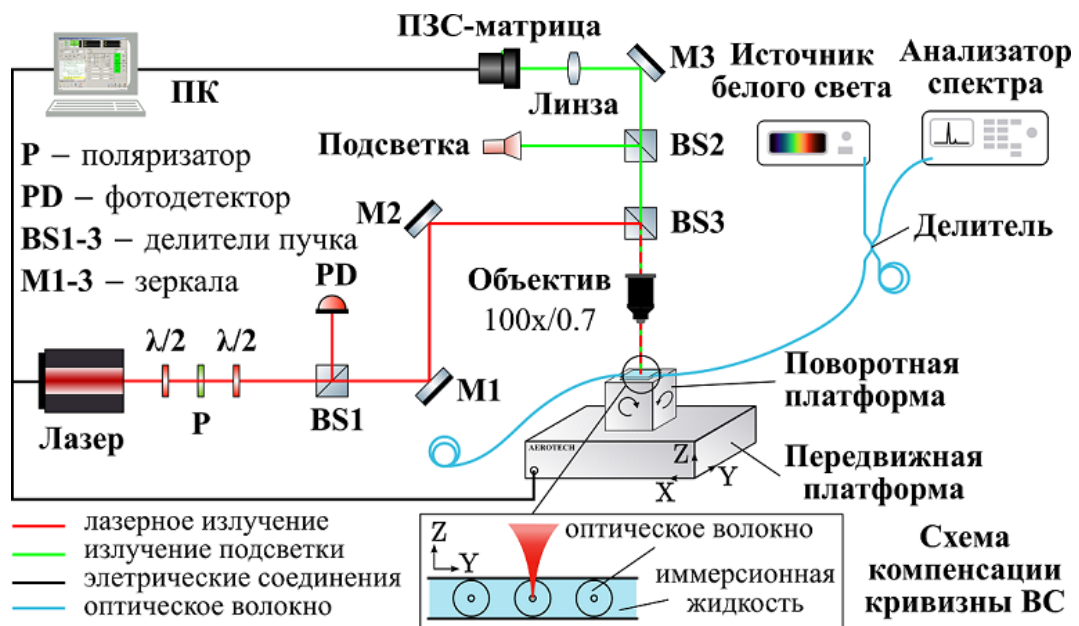 ПЗС-матрица
ПК
Линза
M3
Источник
белого света
Анализатор
спектра
Подсветка
BS2
P – поляризатор
PD – фотодетектор
BS1-3 – делители пучка
M1-3 – зеркала
M2
BS3
Делитель
PD
Объектив
100x/0.7
λ/2
λ/2
Лазер
P
BS1
M1
Поворотная
платформа
AEROTECH
Z
Y
X
Передвижная
платформа
лазерное излучение
излучение подсветки
элетрические соединения
оптическое волокно
Z
Y
оптическое волокно
иммерсионная
жидкость
Схема
компенсации
кривизны ВС